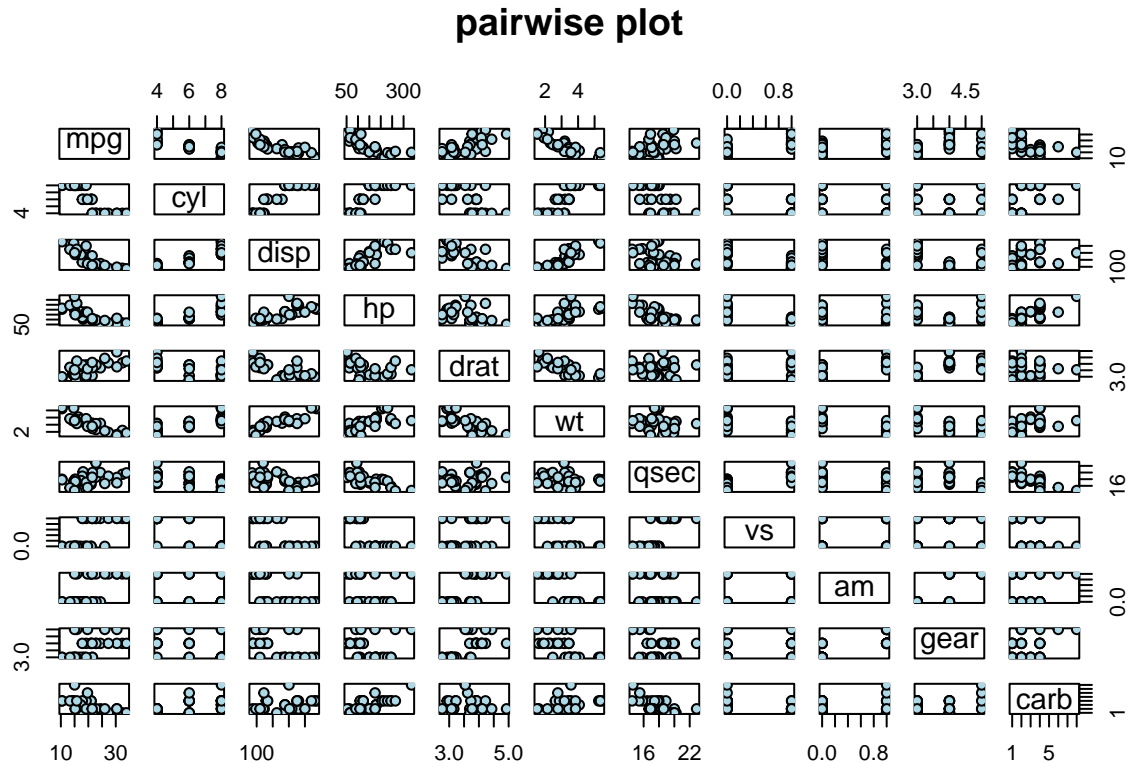 pairwise plot
4 6 8 50 300 2 4 0.0 0.8 3.0 4.5
mpg 10
4 cyl
disp 100
50 hp
drat 3.0
2 wt
qsec 16
0.0 vs
am 0.0
3.0 gear
carb 1
10 30 100 3.0 5.0 16 22 0.0 0.8 1 5